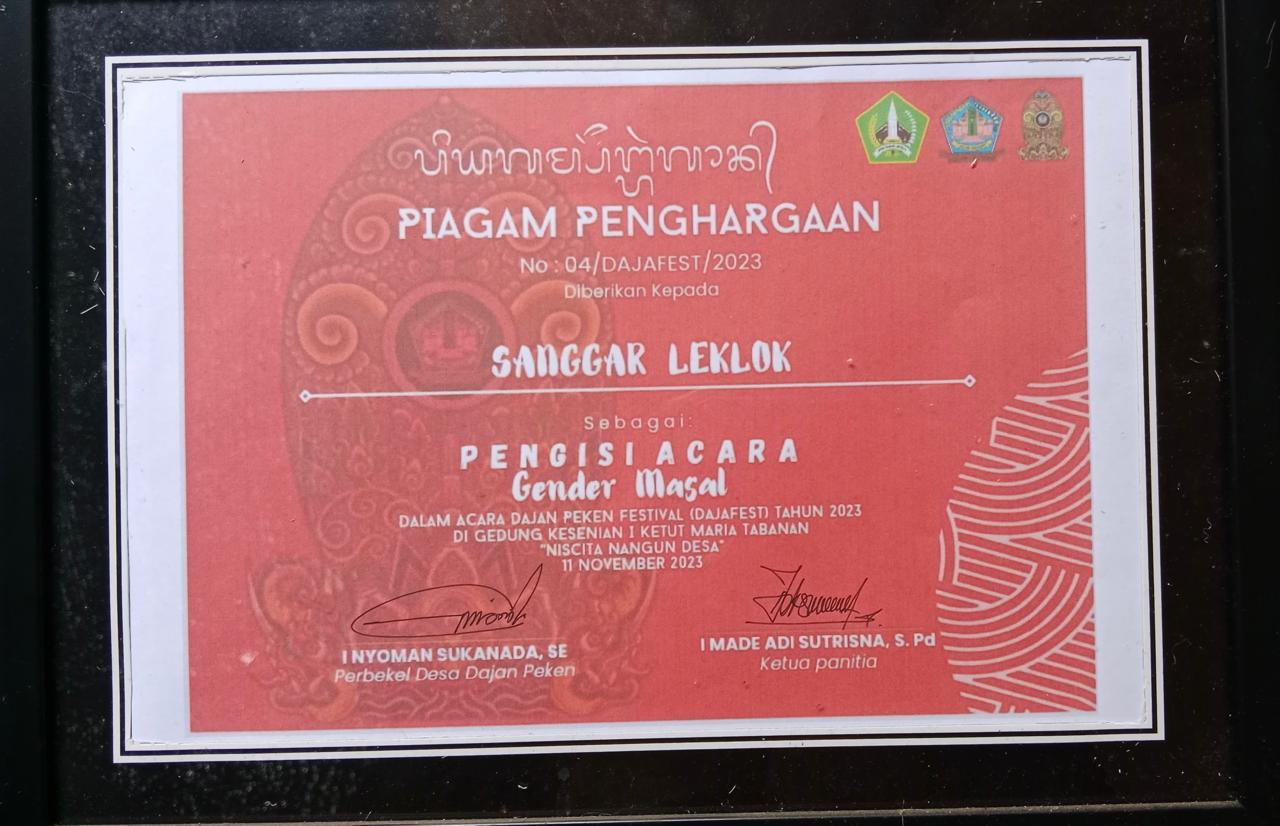 PIAGAM PENGHARGAAN
No : 04/DAJAFEST/2023
Diberikan Kepada
SANGGAR LEKLOK
Sebagai:
PENGISI ACARA
Gender Masal
DALAM ACARA DAJAN PEKEN FESTIVAL (DAJAFEST) TAHUN 2023
DI GEDUNG KESENIAN I KETUT MARIA TABANAN
"NISCITA NANGUN DESA"
11 NOVEMBER 2023
I NYOMAN SUKANADA, SE
Perbekel Desa Dajan Peken
I MADE ADI SUTRISNA, S. Pd
Ketua panitia